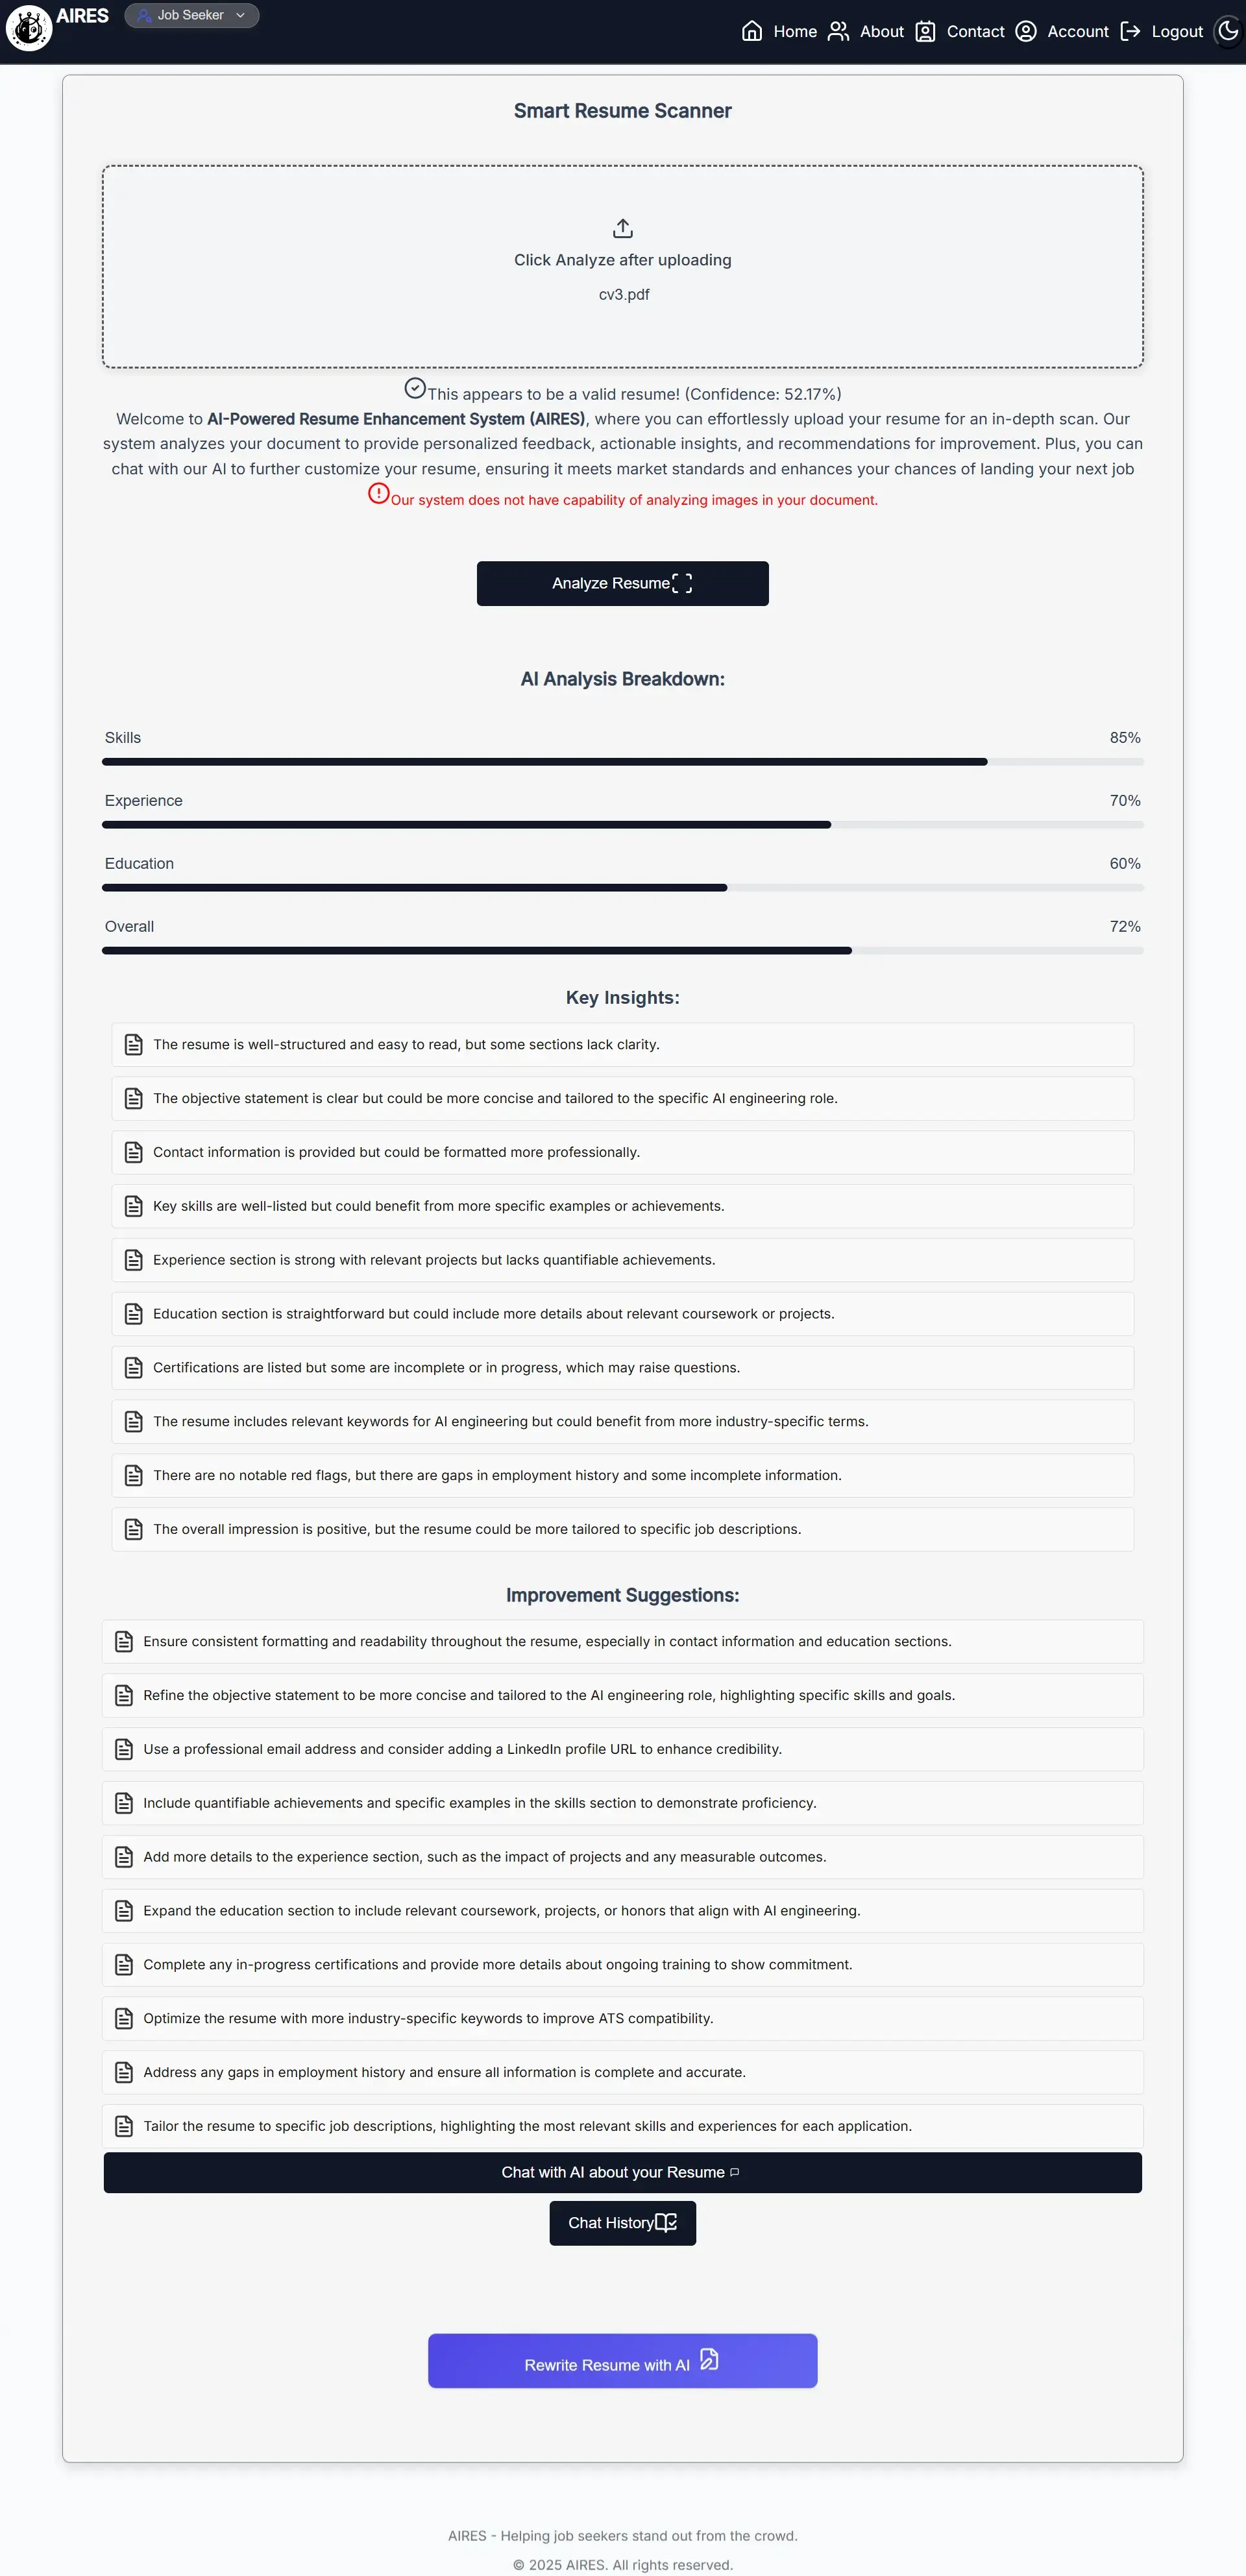 AIRES
Job Seeker
Home
About
Contact
Account
Logout
Smart Resume Scanner
Click Analyze after uploading
cv3.pdf
This appears to be a valid resume! (Confidence: 52.17%)
Welcome to AI-Powered Resume Enhancement System (AIRES), where you can effortlessly upload your resume for an in-depth scan. Our
system analyzes your document to provide personalized feedback, actionable insights, and recommendations for improvement. Plus, you can
chat with our AI to further customize your resume, ensuring it meets market standards and enhances your chances of landing your next job
Our system does not have capability of analyzing images in your document.
Analyze Resume
AI Analysis Breakdown:
Skills 85%
Experience 70%
Education 60%
Overall 72%
Key Insights:
The resume is well-structured and easy to read, but some sections lack clarity.
The objective statement is clear but could be more concise and tailored to the specific AI engineering role.
Contact information is provided but could be formatted more professionally.
Key skills are well-listed but could benefit from more specific examples or achievements.
Experience section is strong with relevant projects but lacks quantifiable achievements.
Education section is straightforward but could include more details about relevant coursework or projects.
Certifications are listed but some are incomplete or in progress, which may raise questions.
The resume includes relevant keywords for AI engineering but could benefit from more industry-specific terms.
There are no notable red flags, but there are gaps in employment history and some incomplete information.
The overall impression is positive, but the resume could be more tailored to specific job descriptions.
Improvement Suggestions:
Ensure consistent formatting and readability throughout the resume, especially in contact information and education sections.
Refine the objective statement to be more concise and tailored to the AI engineering role, highlighting specific skills and goals.
Use a professional email address and consider adding a LinkedIn profile URL to enhance credibility.
Include quantifiable achievements and specific examples in the skills section to demonstrate proficiency.
Add more details to the experience section, such as the impact of projects and any measurable outcomes.
Expand the education section to include relevant coursework, projects, or honors that align with AI engineering.
Complete any in-progress certifications and provide more details about ongoing training to show commitment.
Optimize the resume with more industry-specific keywords to improve ATS compatibility.
Address any gaps in employment history and ensure all information is complete and accurate.
Tailor the resume to specific job descriptions, highlighting the most relevant skills and experiences for each application.
Chat with AI about your Resume
Chat History
Rewrite Resume with AI
AIRES - Helping job seekers stand out from the crowd.
© 2025 AIRES. All rights reserved.